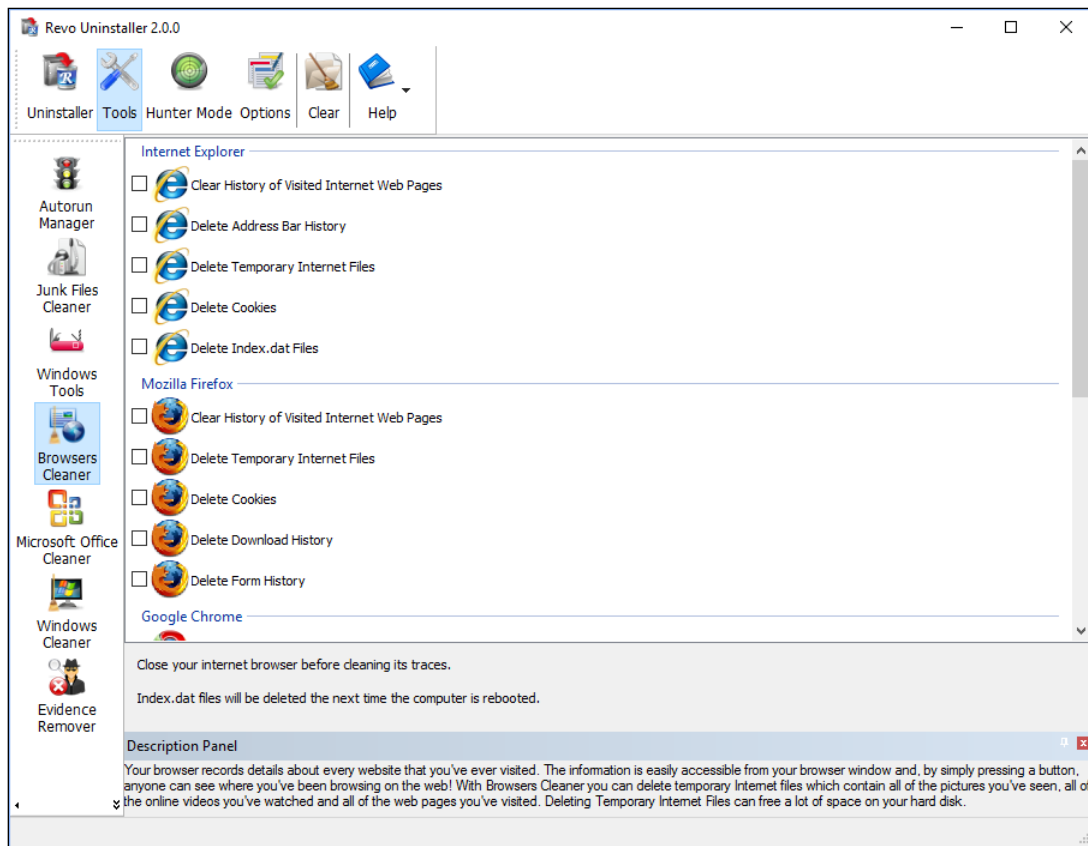 Revo Uninstaller 2.0.0
Uninstaller Tools Hunter Mode Options Clear Help
Autorun
Manager
Junk Files
Cleaner
Windows
Tools
Browsers
Cleaner
Microsoft Office
Cleaner
Windows
Cleaner
Evidence
Remover
Internet Explorer
Clear History of Visited Internet Web Pages
Delete Address Bar History
Delete Temporary Internet Files
Delete Cookies
Delete Index.dat Files
Mozilla Firefox
Clear History of Visited Internet Web Pages
Delete Temporary Internet Files
Delete Cookies
Delete Download History
Delete Form History
Google Chrome
Close your internet browser before cleaning its traces.
Index.dat files will be deleted the next time the computer is rebooted.
Description Panel
Your browser records details about every website that you've ever visited. The information is easily accessible from your browser window and, by simply pressing a button,
anyone can see where you've been browsing on the web! With Browsers Cleaner you can delete temporary Internet files which contain all of the pictures you've seen, all of
the online videos you've watched and all of the web pages you've visited. Deleting Temporary Internet Files can free a lot of space on your hard disk.